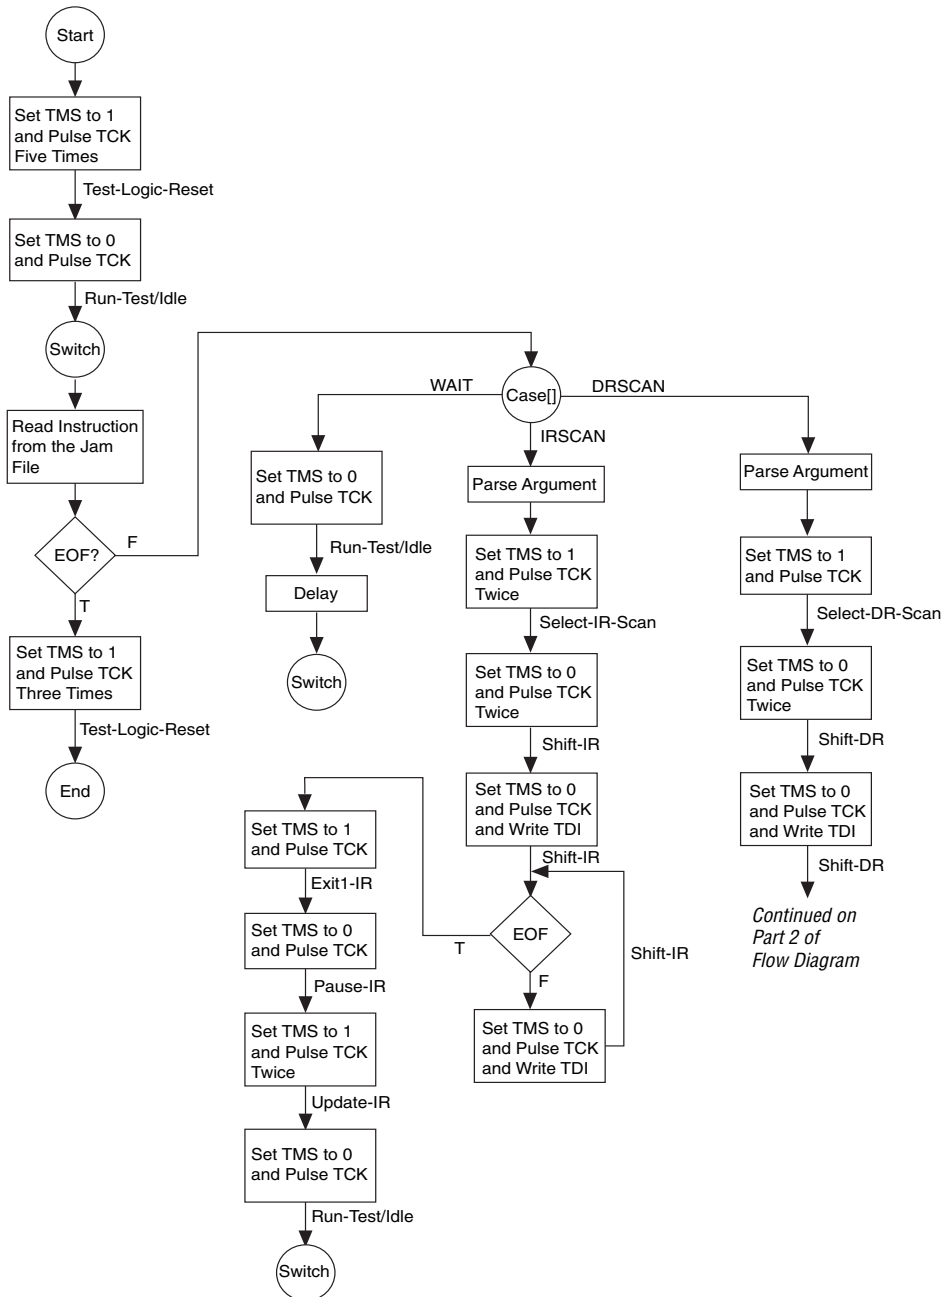 Start
Set TMS to 1
and Pulse TCK
Five Times
Test-Logic-Reset
Set TMS to 0
and Pulse TCK
Run-Test/Idle
Switch
Read Instruction
from the Jam
File
EOF?
F
T
Set TMS to 1
and Pulse TCK
Three Times
Test-Logic-Reset
End
Case[]
WAIT
Set TMS to 0
and Pulse TCK
Run-Test/Idle
Delay
Switch
IRSCAN
Parse Argument
Set TMS to 1
and Pulse TCK
Twice
Select-IR-Scan
Set TMS to 0
and Pulse TCK
Twice
Shift-IR
Set TMS to 0
and Pulse TCK
and Write TDI
Shift-IR
EOF
T
F
Set TMS to 0
and Pulse TCK
and Write TDI
Shift-IR
Set TMS to 1
and Pulse TCK
Exit1-IR
Set TMS to 0
and Pulse TCK
Pause-IR
Set TMS to 1
and Pulse TCK
Twice
Update-IR
Set TMS to 0
and Pulse TCK
Run-Test/Idle
Switch
DRSCAN
Parse Argument
Set TMS to 1
and Pulse TCK
Select-DR-Scan
Set TMS to 0
and Pulse TCK
Twice
Shift-DR
Set TMS to 0
and Pulse TCK
and Write TDI
Shift-DR
Continued on
Part 2 of
Flow Diagram